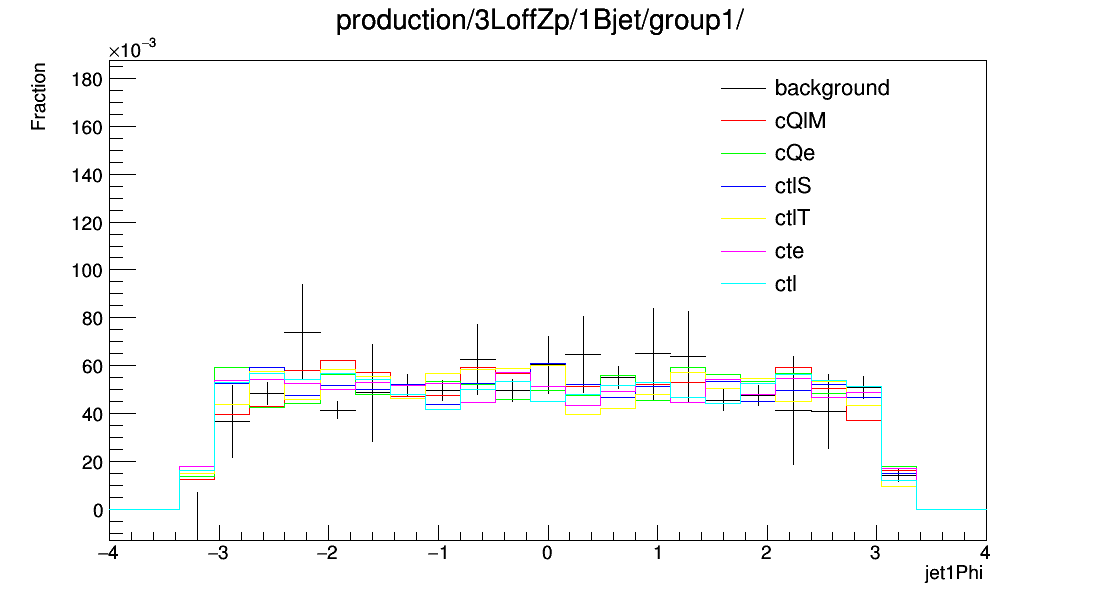 production/3LoffZp/1Bjet/group1/
×10⁻³
Fraction
180
160
140
120
100
80
60
40
20
0
background
cQlM
cQe
ctlS
ctlT
cte
ctl
−4
−3
−2
−1
0
1
2
3
4
jet1Phi